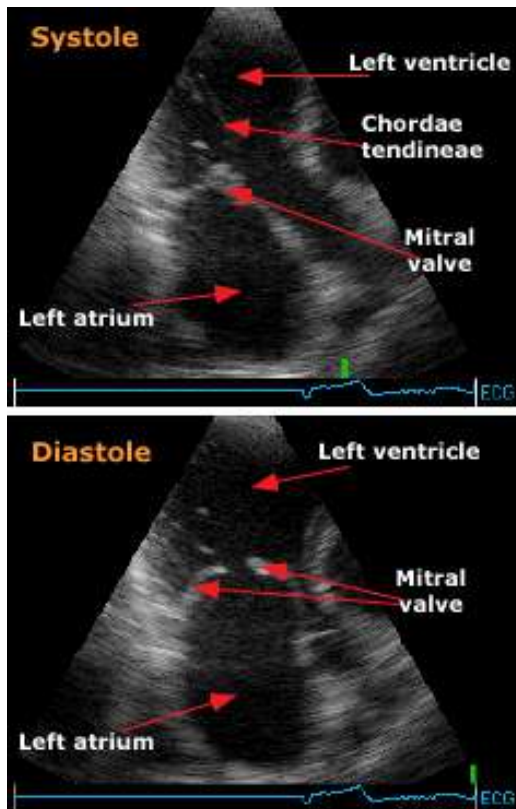 Systole
Left ventricle
Chordae
tendineae
Mitral
valve
Left atrium
ECG
Diastole
Left ventricle
Mitral
valve
Left atrium
ECG